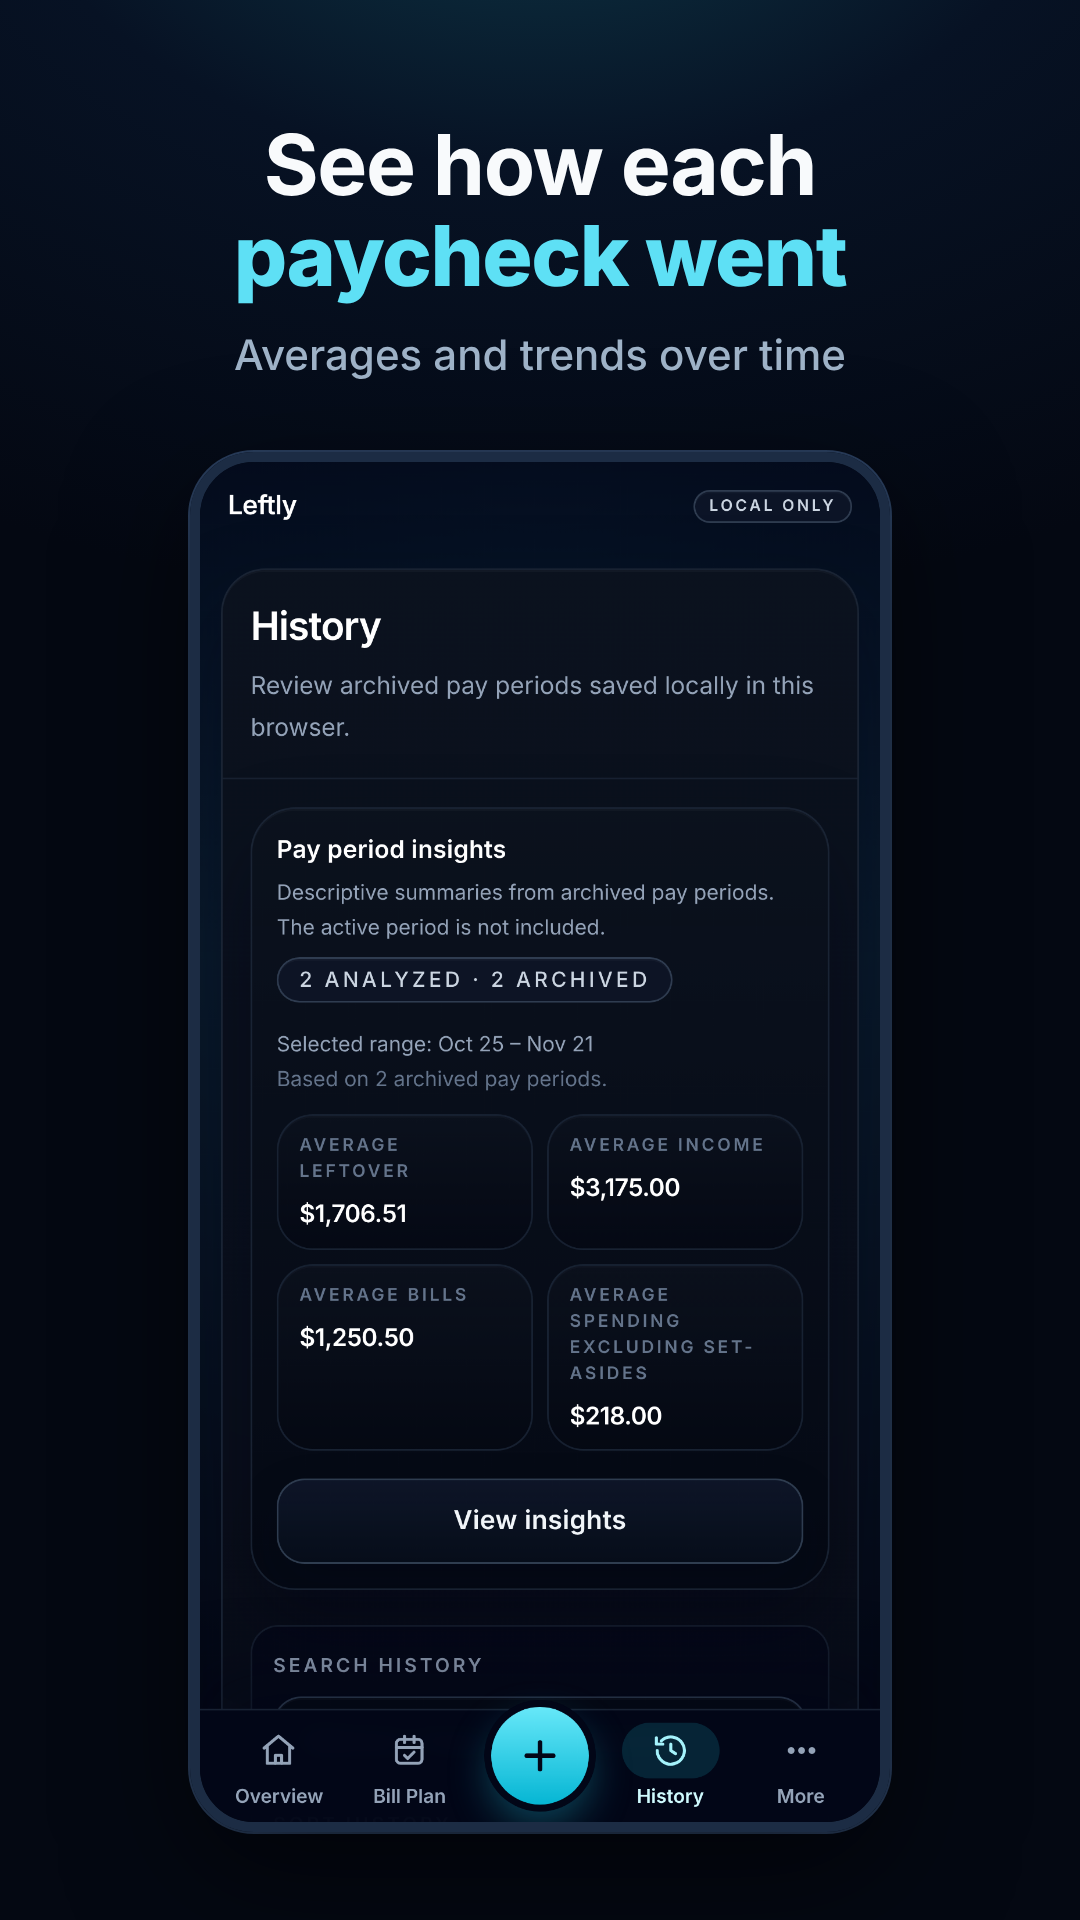 See how each
paycheck went
Averages and trends over time
Leftly
LOCAL ONLY
History
Review archived pay periods saved locally in this
browser.
Pay period insights
Descriptive summaries from archived pay periods.
The active period is not included.
2 ANALYZED · 2 ARCHIVED
Selected range: Oct 25 – Nov 21
Based on 2 archived pay periods.
AVERAGE
LEFTOVER
$1,706.51
AVERAGE INCOME
$3,175.00
AVERAGE BILLS
$1,250.50
AVERAGE
SPENDING
EXCLUDING SET-
ASIDES
$218.00
View insights
SEARCH HISTORY
Overview
Bill Plan
History
More